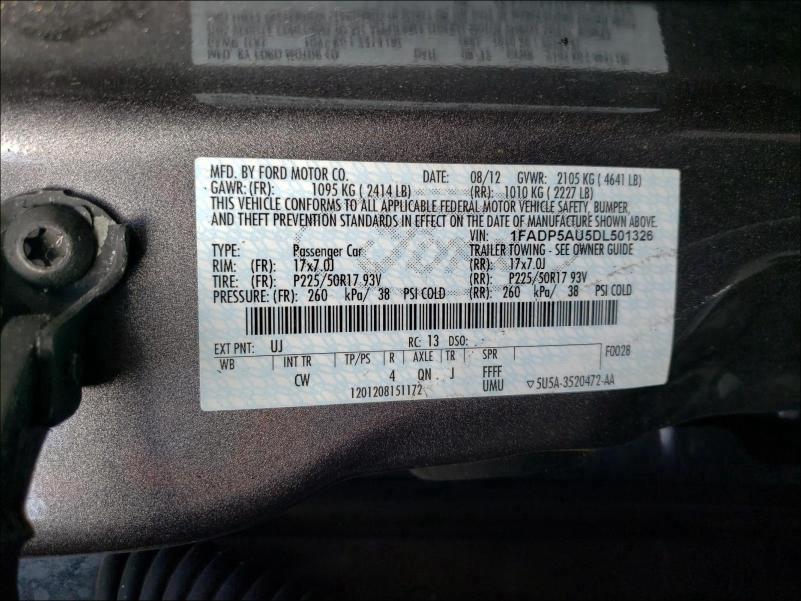 MFD. BY FORD MOTOR CO. DATE: 08/12 GVWR: 2105 KG ( 4641 LB)
GAWR: (FR): 1095 KG ( 2414 LB) (RR): 1010 KG ( 2227 LB)
THIS VEHICLE CONFORMS TO ALL APPLICABLE FEDERAL MOTOR VEHICLE SAFETY, BUMPER,
AND THEFT PREVENTION STANDARDS IN EFFECT ON THE DATE OF MANUFACTURE SHOWN ABOVE.
VIN: 1FADP5AU5DL501326
TYPE: Passenger Car TRAILER TOWING - SEE OWNER GUIDE
RIM: (FR) 17x7.0J (RR): 17x7.0J
TIRE: (FR) P225/50R17 93V (RR): P225/50R17 93V
PRESSURE: (FR): 260 kPa/ 38 PSI COLD (RR): 260 kPa/ 38 PSI COLD
EXT PNT: UJ RC: 13 DSO: F0028
WB INT TR TP/PS R AXLE TR SPR
CW 4 QN J FFFF
UMU ▽5U5A-3520472-AA
1201208151172